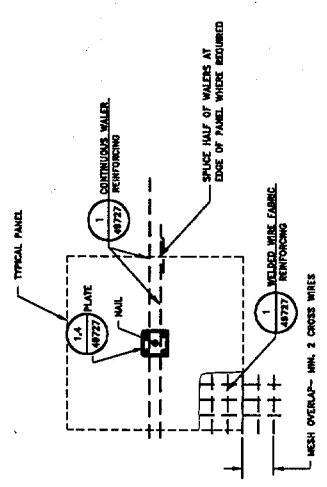 TYPICAL PANEL
1,4
49727
PLATE
NAIL
1
49727
CONTINUOUS WALER
REINFORCING
SPLICE HALF OF WALERS AT
EDGE OF PANEL WHERE REQUIRED
1
49727
WELDED WIRE FABRIC
REINFORCING
MESH OVERLAP- MIN. 2 CROSS WIRES